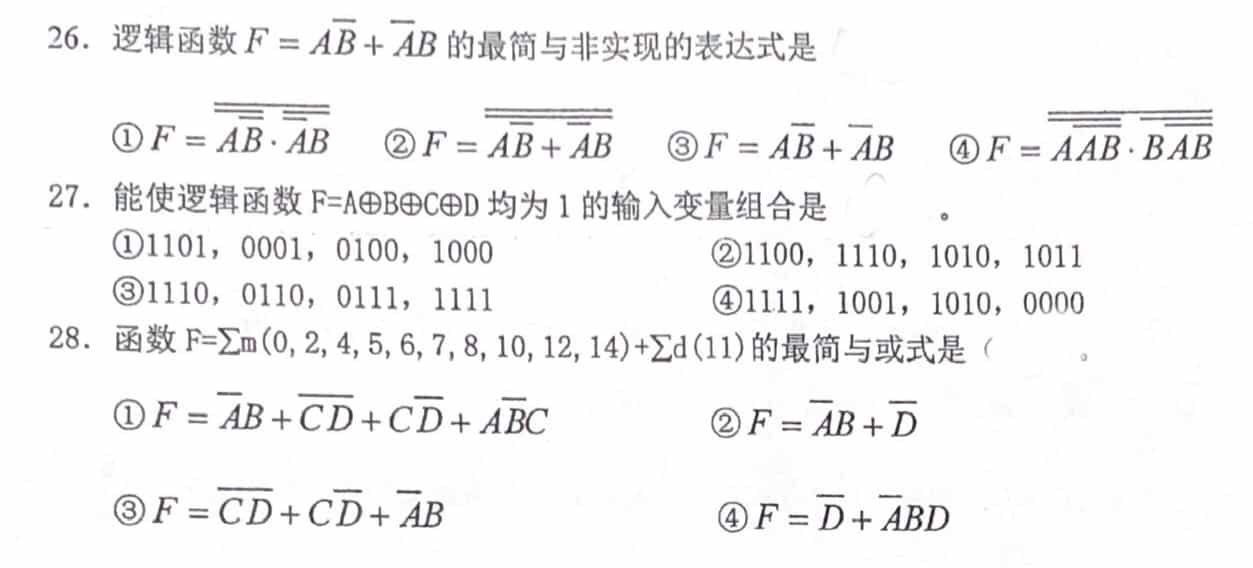 26. 逻辑函数 $F = A\overline{B} + \overline{A}B$ 的最简与非实现的表达式是
① $F = \overline{\overline{A\overline{\overline{B}} \cdot \overline{\overline{A}}B}}$ ② $F = \overline{\overline{A\overline{B} + \overline{A}B}}$ ③ $F = A\overline{B} + \overline{A}B$ ④ $F = \overline{\overline{A\overline{\overline{AB}} \cdot \overline{B\overline{AB}}}}$
27. 能使逻辑函数 F=A⊕B⊕C⊕D 均为 1 的输入变量组合是 。
①1101, 0001, 0100, 1000 ②1100, 1110, 1010, 1011
③1110, 0110, 0111, 1111 ④1111, 1001, 1010, 0000
28. 函数 F=∑m(0,2,4,5,6,7,8,10,12,14)+∑d(11)的最简与或式是（ 。
① $F = \overline{A}B + \overline{CD} + C\overline{D} + A\overline{B}C$ ② $F = \overline{A}B + \overline{D}$
③ $F = \overline{CD} + C\overline{D} + \overline{A}B$ ④ $F = \overline{D} + \overline{A}BD$